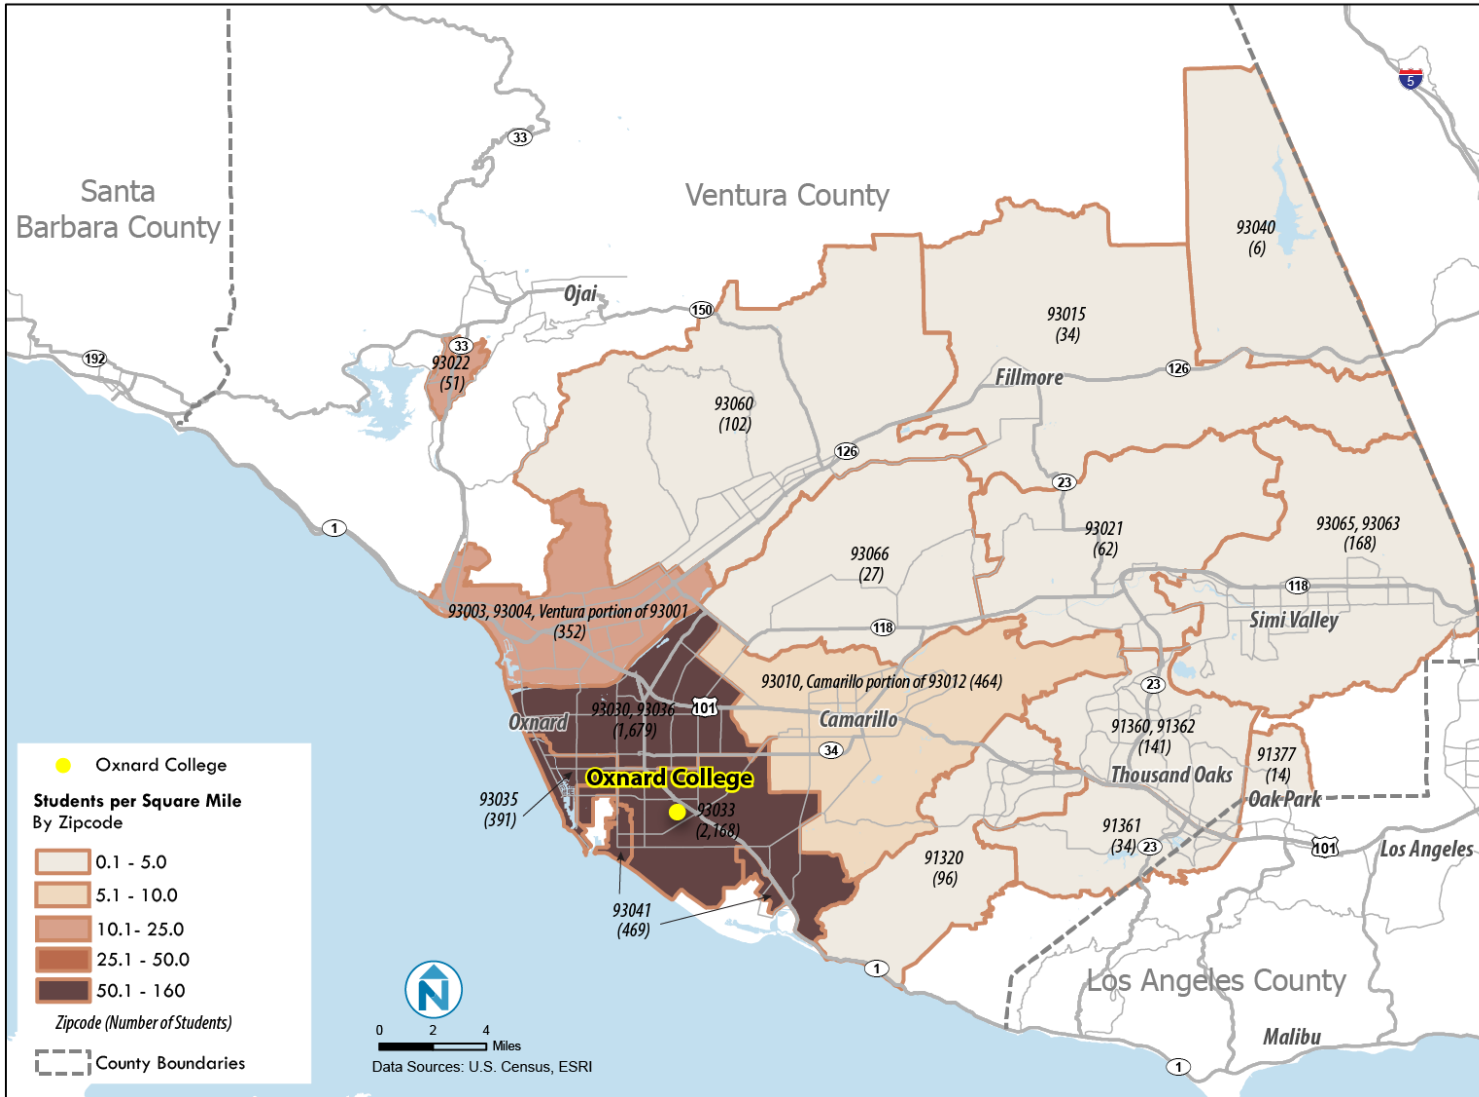 5
33
Santa
Barbara County
Ventura County
93040
(6)
Ojai
150
93015
(34)
33
192
93022
(51)
126
Fillmore
93060
(102)
126
23
1
93065, 93063
(168)
93021
(62)
93066
(27)
118
93003, 93004, Ventura portion of 93001
(352)
118
Simi Valley
93010, Camarillo portion of 93012 (464)
23
101
93030, 93036
(1,679)
Oxnard
Camarillo
91360, 91362
(141)
34
91377
(14)
Thousand Oaks
Oak Park
Oxnard College
93035
(391)
93033
(2,168)
91361
(34)
23
101
Los Angeles
91320
(96)
93041
(469)
1
Los Angeles County
Malibu
1
Oxnard College
Students per Square Mile
By Zipcode
0.1 - 5.0
5.1 - 10.0
10.1- 25.0
25.1 - 50.0
50.1 - 160
Zipcode (Number of Students)
County Boundaries
N
0 2 4
Miles
Data Sources: U.S. Census, ESRI